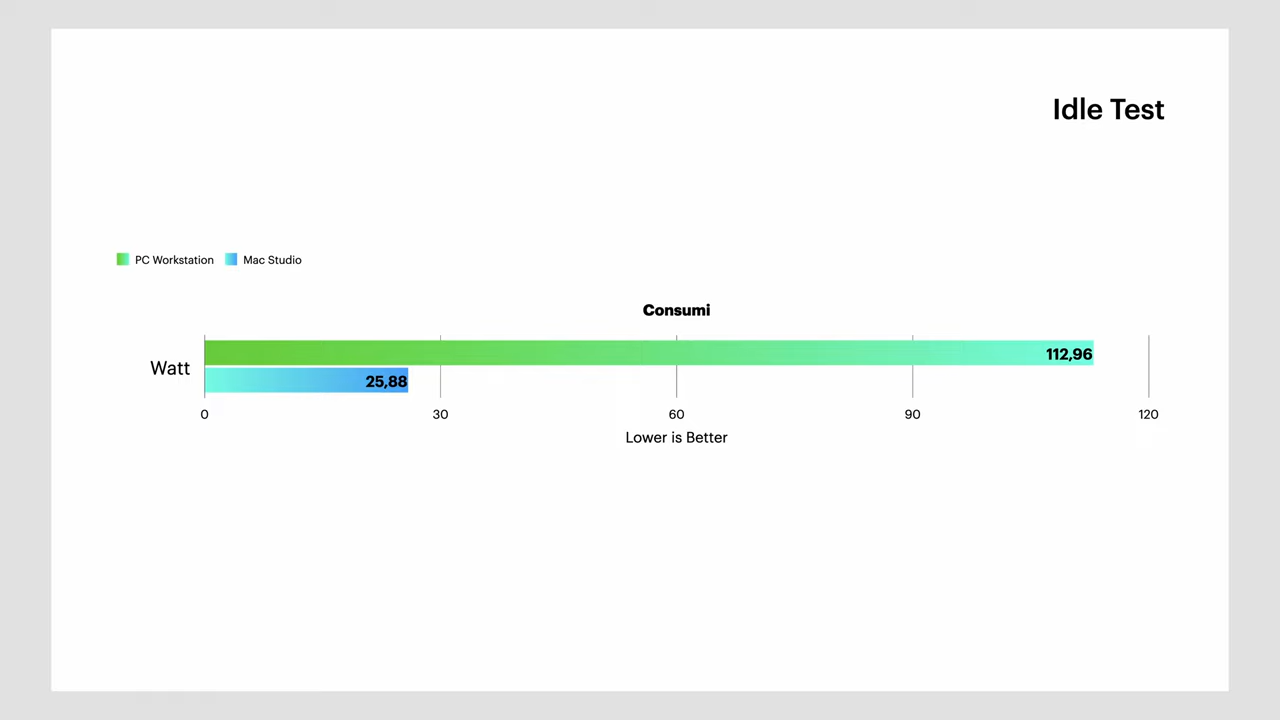 Idle Test
PC Workstation Mac Studio
Consumi
Watt
112,96
25,88
0 30 60 90 120
Lower is Better